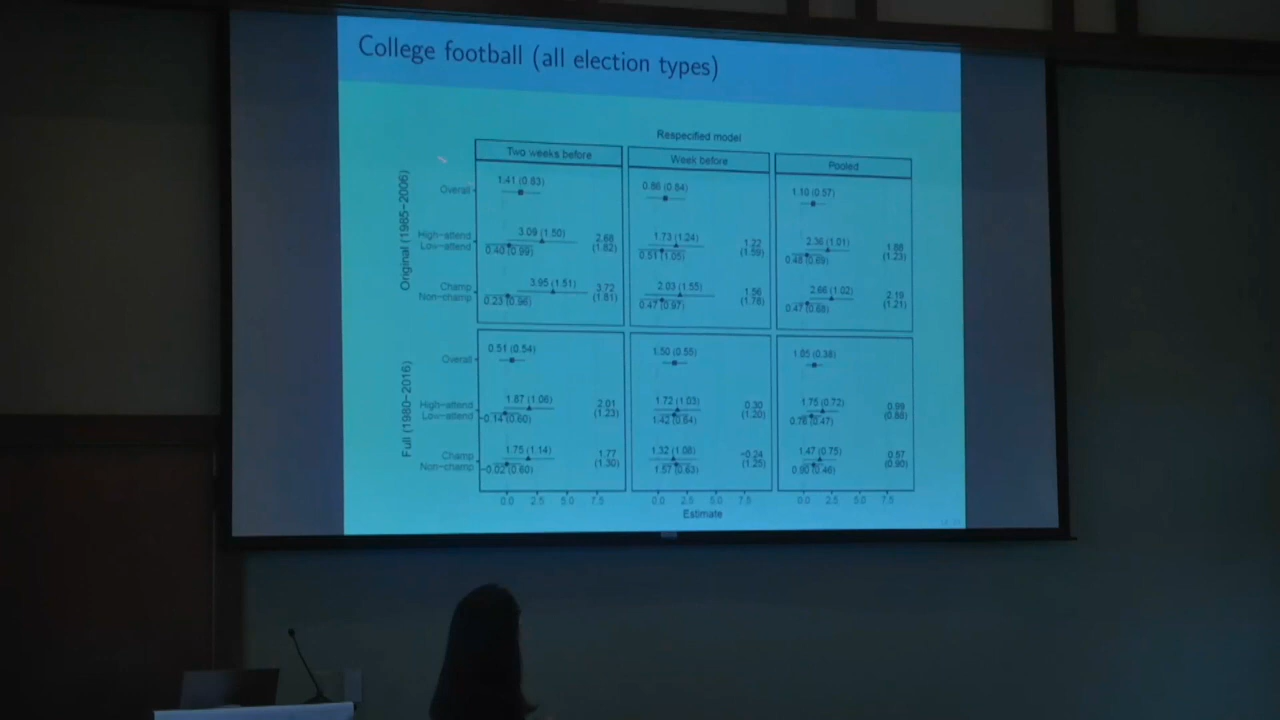 College football (all election types)
Respecified model
Two weeks before
Week before
Pooled
Original (1985-2006)
Overall
1.41 (0.83)
0.86 (0.84)
1.10 (0.57)
High-attend
Low-attend
3.09 (1.50)
0.40 (0.99)
2.68
(1.82)
1.73 (1.24)
0.51 (1.05)
1.22
(1.59)
2.36 (1.01)
0.48 (0.69)
1.88
(1.23)
Champ
Non-champ
3.95 (1.51)
0.23 (0.96)
3.72
(1.81)
2.03 (1.55)
0.47 (0.97)
1.56
(1.78)
2.66 (1.02)
0.47 (0.68)
2.19
(1.21)
Full (1980-2016)
Overall
0.51 (0.54)
1.50 (0.55)
1.05 (0.38)
High-attend
Low-attend
1.87 (1.06)
-0.14 (0.60)
2.01
(1.23)
1.72 (1.03)
1.42 (0.64)
0.30
(1.20)
1.75 (0.72)
0.76 (0.47)
0.99
(0.88)
Champ
Non-champ
1.75 (1.14)
-0.02 (0.60)
1.77
(1.30)
1.32 (1.08)
1.57 (0.63)
-0.24
(1.25)
1.47 (0.75)
0.90 (0.46)
0.57
(0.90)
0.0 2.5 5.0 7.5
0.0 2.5 5.0 7.5
0.0 2.5 5.0 7.5
Estimate